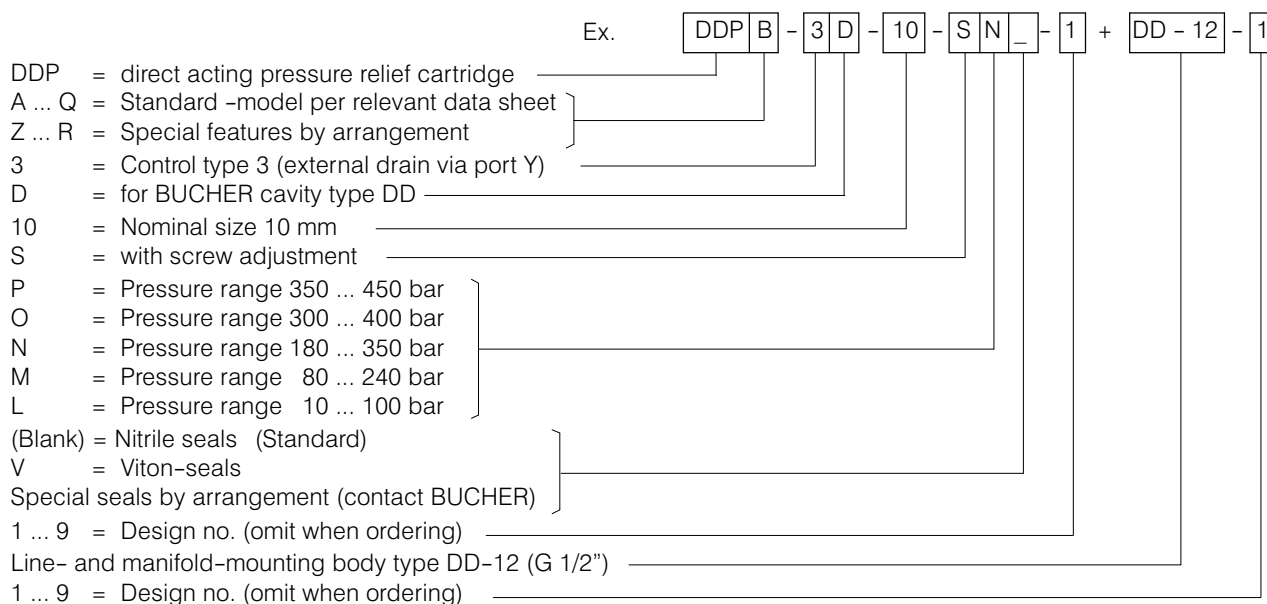 Ex. DDP B - 3 D - 10 - S N _ - 1 + DD - 12 - 1
DDP = direct acting pressure relief cartridge
A ... Q = Standard -model per relevant data sheet
Z ... R = Special features by arrangement
3 = Control type 3 (external drain via port Y)
D = for BUCHER cavity type DD
10 = Nominal size 10 mm
S = with screw adjustment
P = Pressure range 350 ... 450 bar
O = Pressure range 300 ... 400 bar
N = Pressure range 180 ... 350 bar
M = Pressure range 80 ... 240 bar
L = Pressure range 10 ... 100 bar
(Blank) = Nitrile seals (Standard)
V = Viton-seals
Special seals by arrangement (contact BUCHER)
1 ... 9 = Design no. (omit when ordering)
Line- and manifold-mounting body type DD-12 (G 1/2”)
1 ... 9 = Design no. (omit when ordering)